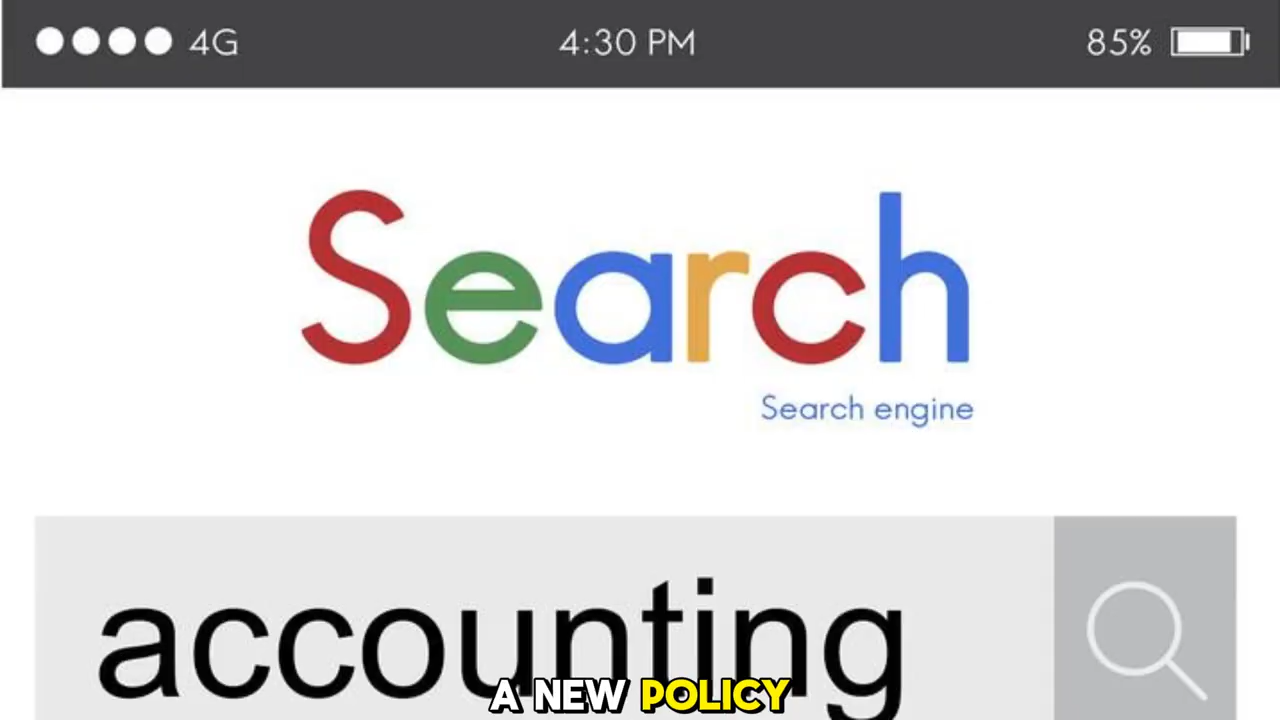 4G 4:30 PM 85%
Search
Search engine
accounting
A NEW POLICY